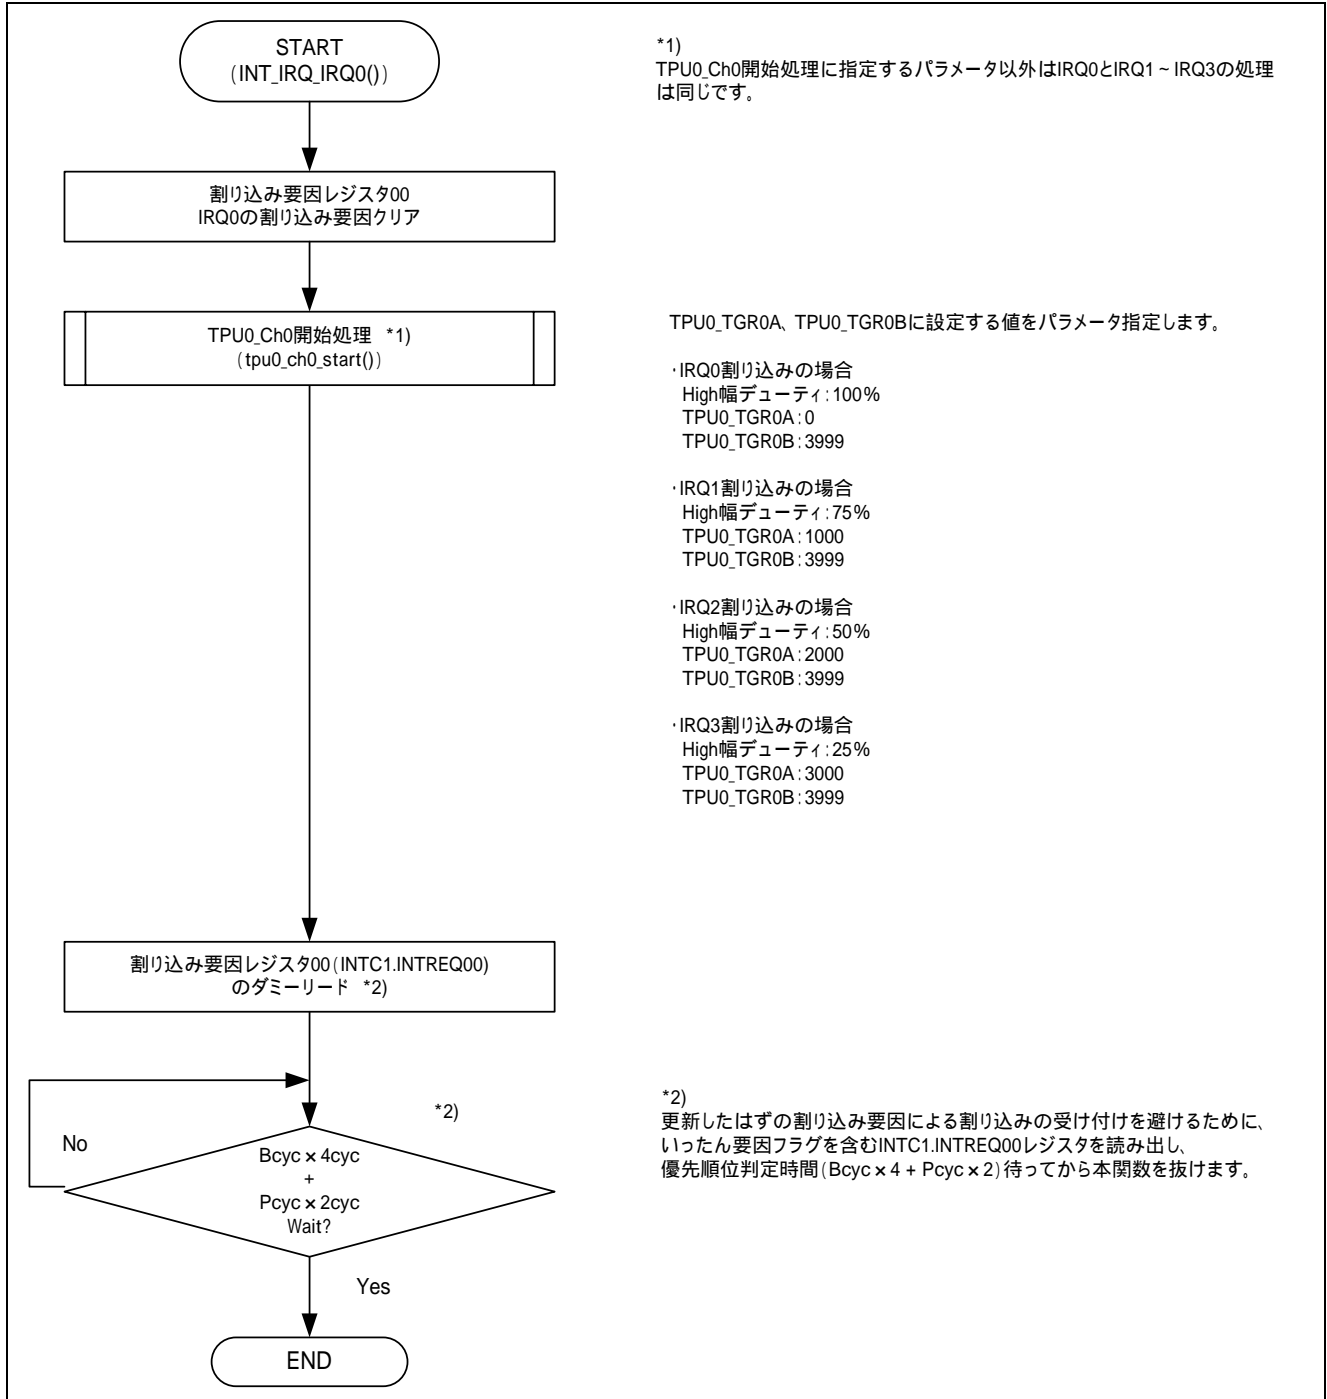 START
(INT_IRQ_IRQ0())
*1)
TPU0_Ch0開始処理に指定するパラメータ以外はIRQ0とIRQ1～IRQ3の処理
は同じです。
割り込み要因レジスタ00
IRQ0の割り込み要因クリア
TPU0_Ch0開始処理 *1)
(tpu0_ch0_start())
TPU0_TGR0A、TPU0_TGR0Bに設定する値をパラメータ指定します。
・IRQ0割り込みの場合
High幅デューティ:100%
TPU0_TGR0A:0
TPU0_TGR0B:3999
・IRQ1割り込みの場合
High幅デューティ:75%
TPU0_TGR0A:1000
TPU0_TGR0B:3999
・IRQ2割り込みの場合
High幅デューティ:50%
TPU0_TGR0A:2000
TPU0_TGR0B:3999
・IRQ3割り込みの場合
High幅デューティ:25%
TPU0_TGR0A:3000
TPU0_TGR0B:3999
割り込み要因レジスタ00(INTC1.INTREQ00)
のダミーリード *2)
*2)
No
Bcyc×4cyc
+
Pcyc×2cyc
Wait?
*2)
更新したはずの割り込み要因による割り込みの受け付けを避けるために、
いったん要因フラグを含むINTC1.INTREQ00レジスタを読み出し、
優先順位判定時間(Bcyc×4 + Pcyc×2)待ってから本関数を抜けます。
Yes
END